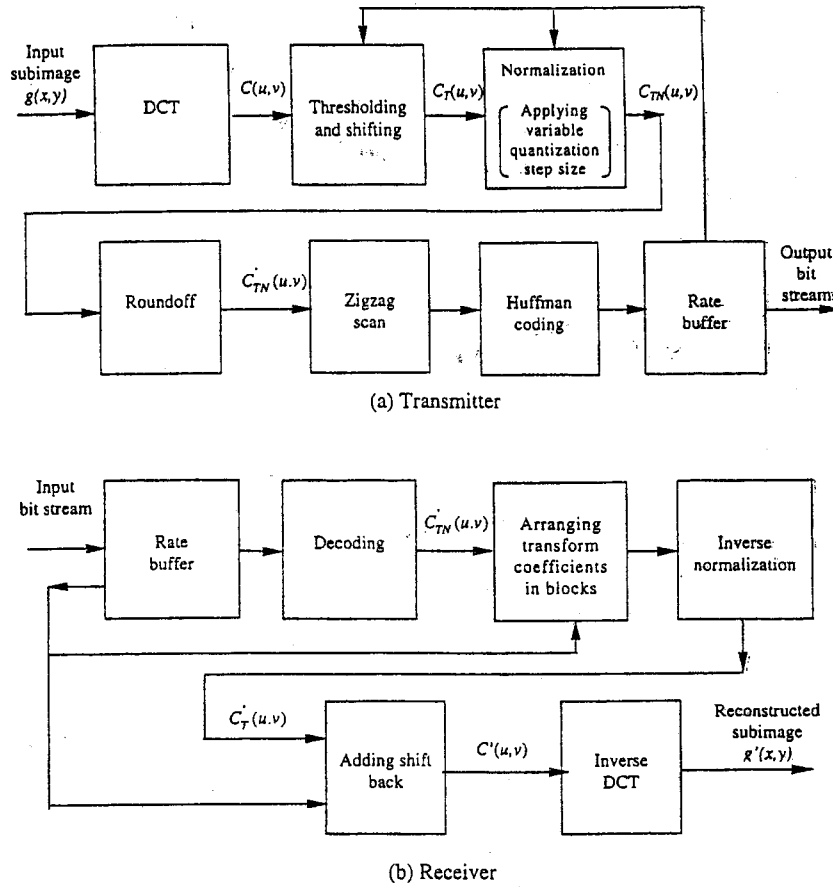 Input
subimage
g(x,y)
DCT
C(u,v)
Thresholding
and shifting
C_T(u,v)
Normalization
Applying
variable
quantization
step size
C_TN(u,v)
Roundoff
C*_TN(u.v)
Zigzag
scan
Huffman
coding
Rate
buffer
Output
bit
streams
(a) Transmitter
Input
bit stream
Rate
buffer
Decoding
C*_TN(u.v)
Arranging
transform
coefficients
in blocks
Inverse
normalization
C*_T(u.v)
Adding shift
back
C'(u,v)
Inverse
DCT
Reconstructed
subimage
g'(x,y)
(b) Receiver